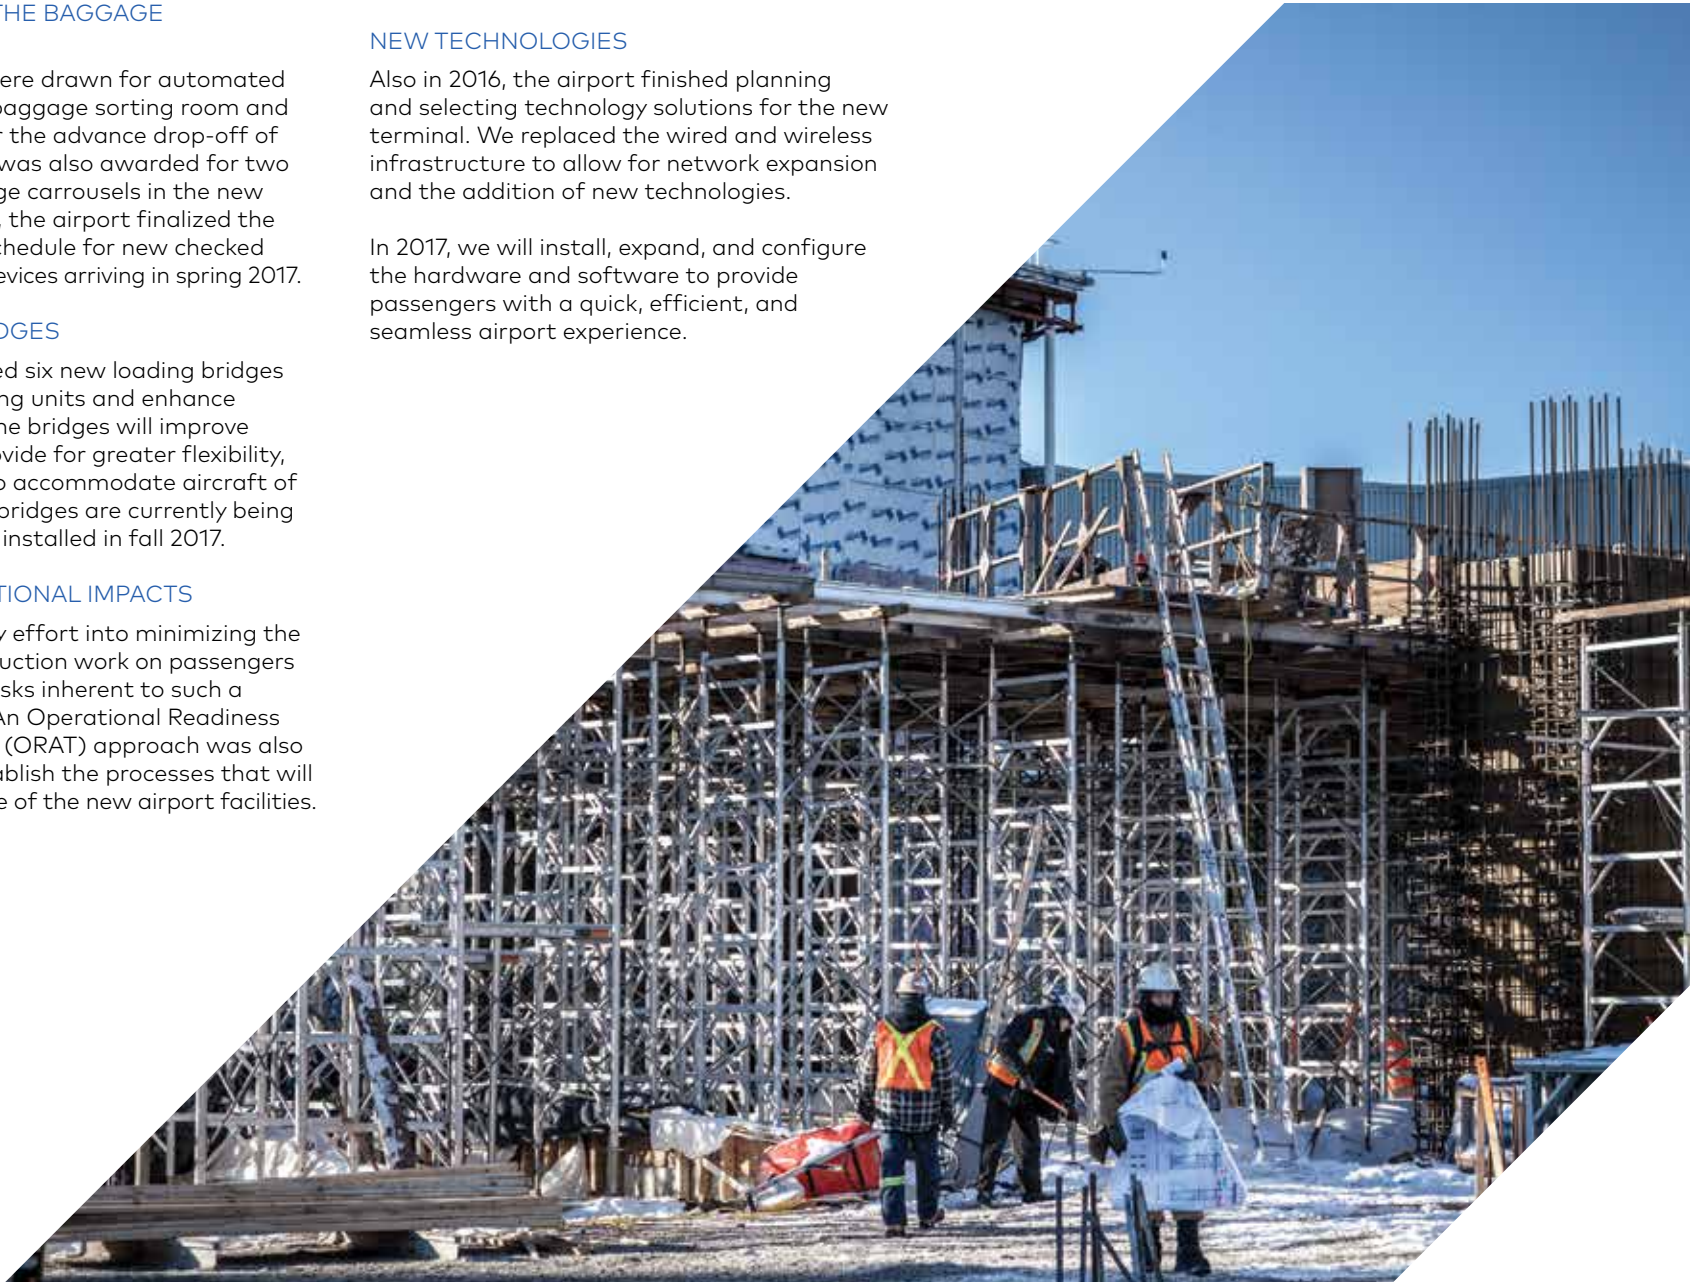 THE BAGGAGE
ere drawn for automated
baggage sorting room and
r the advance drop-off of
was also awarded for two
ge carrousels in the new
, the airport finalized the
chedule for new checked
evices arriving in spring 2017.
DGES
ed six new loading bridges
ng units and enhance
he bridges will improve
ovide for greater flexibility,
o accommodate aircraft of
bridges are currently being
installed in fall 2017.
TIONAL IMPACTS
y effort into minimizing the
uction work on passengers
sks inherent to such a
An Operational Readiness
(ORAT) approach was also
ablish the processes that will
e of the new airport facilities.
NEW TECHNOLOGIES
Also in 2016, the airport finished planning
and selecting technology solutions for the new
terminal. We replaced the wired and wireless
infrastructure to allow for network expansion
and the addition of new technologies.
In 2017, we will install, expand, and configure
the hardware and software to provide
passengers with a quick, efficient, and
seamless airport experience.